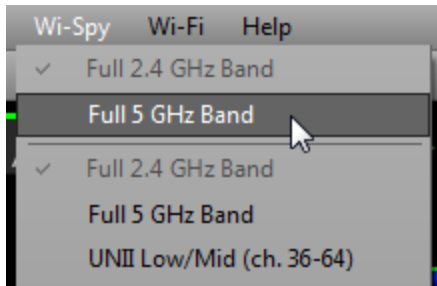 Wi-Spy Wi-Fi Help
Full 2.4 GHz Band
Full 5 GHz Band
Full 2.4 GHz Band
Full 5 GHz Band
UNII Low/Mid (ch. 36-64)